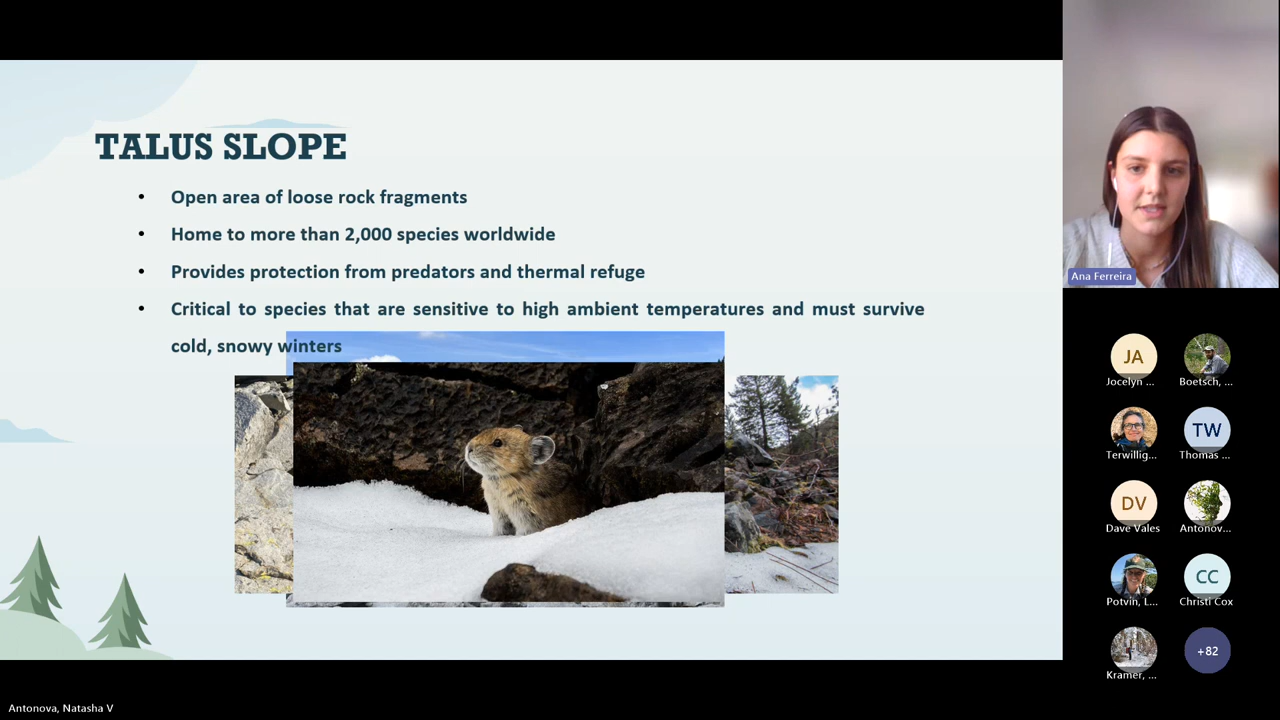 TALUS SLOPE
• Open area of loose rock fragments
• Home to more than 2,000 species worldwide
• Provides protection from predators and thermal refuge
• Critical to species that are sensitive to high ambient temperatures and must survive
cold, snowy winters
Ana Ferreira
JA
Jocelyn ...
Boetsch, ...
Terwillig...
TW
Thomas ...
DV
Dave Vales
Antonov...
Potvin, L...
CC
Christi Cox
Kramer, ...
+82
Antonova, Natasha V